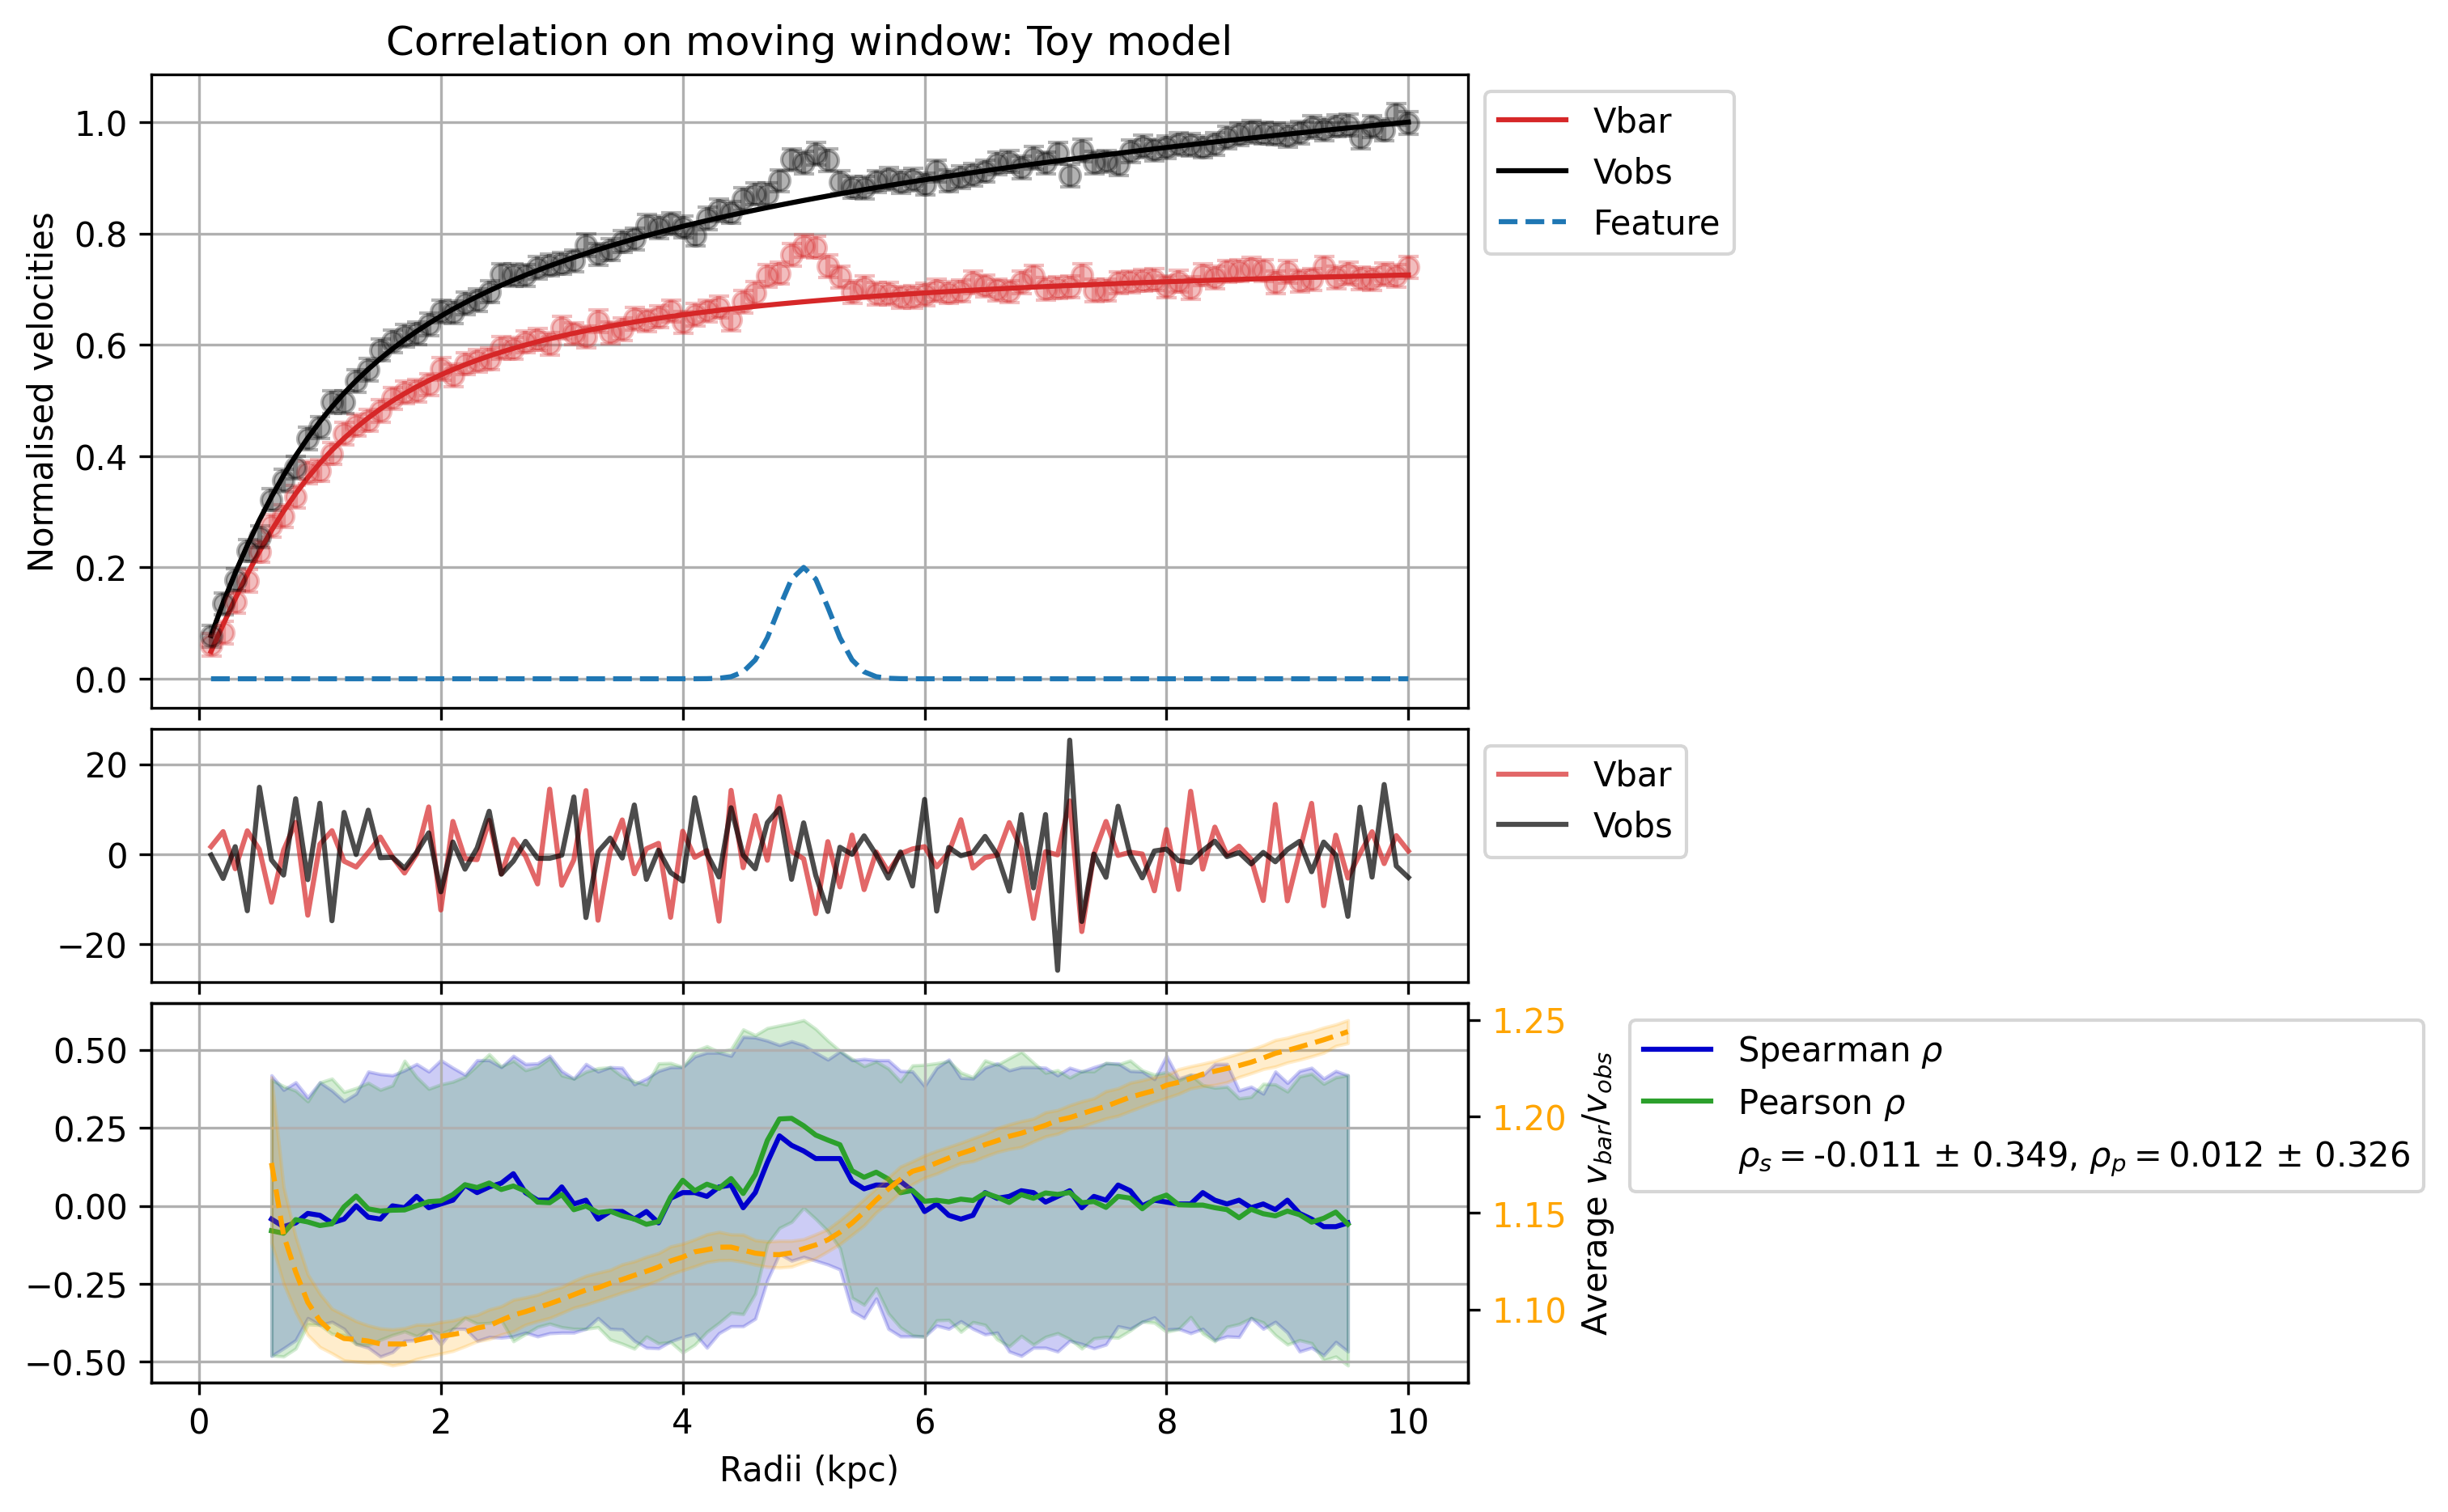 Correlation on moving window: Toy model
Normalised velocities
1.0
0.8
0.6
0.4
0.2
0.0
Vbar
Vobs
Feature
20
0
−20
Vbar
Vobs
0.50
0.25
0.00
−0.25
−0.50
1.25
1.20
1.15
1.10
Average v_bar/v_obs
Spearman ρ
Pearson ρ
ρ_s = -0.011 ± 0.349, ρ_p = 0.012 ± 0.326
0 2 4 6 8 10
Radii (kpc)